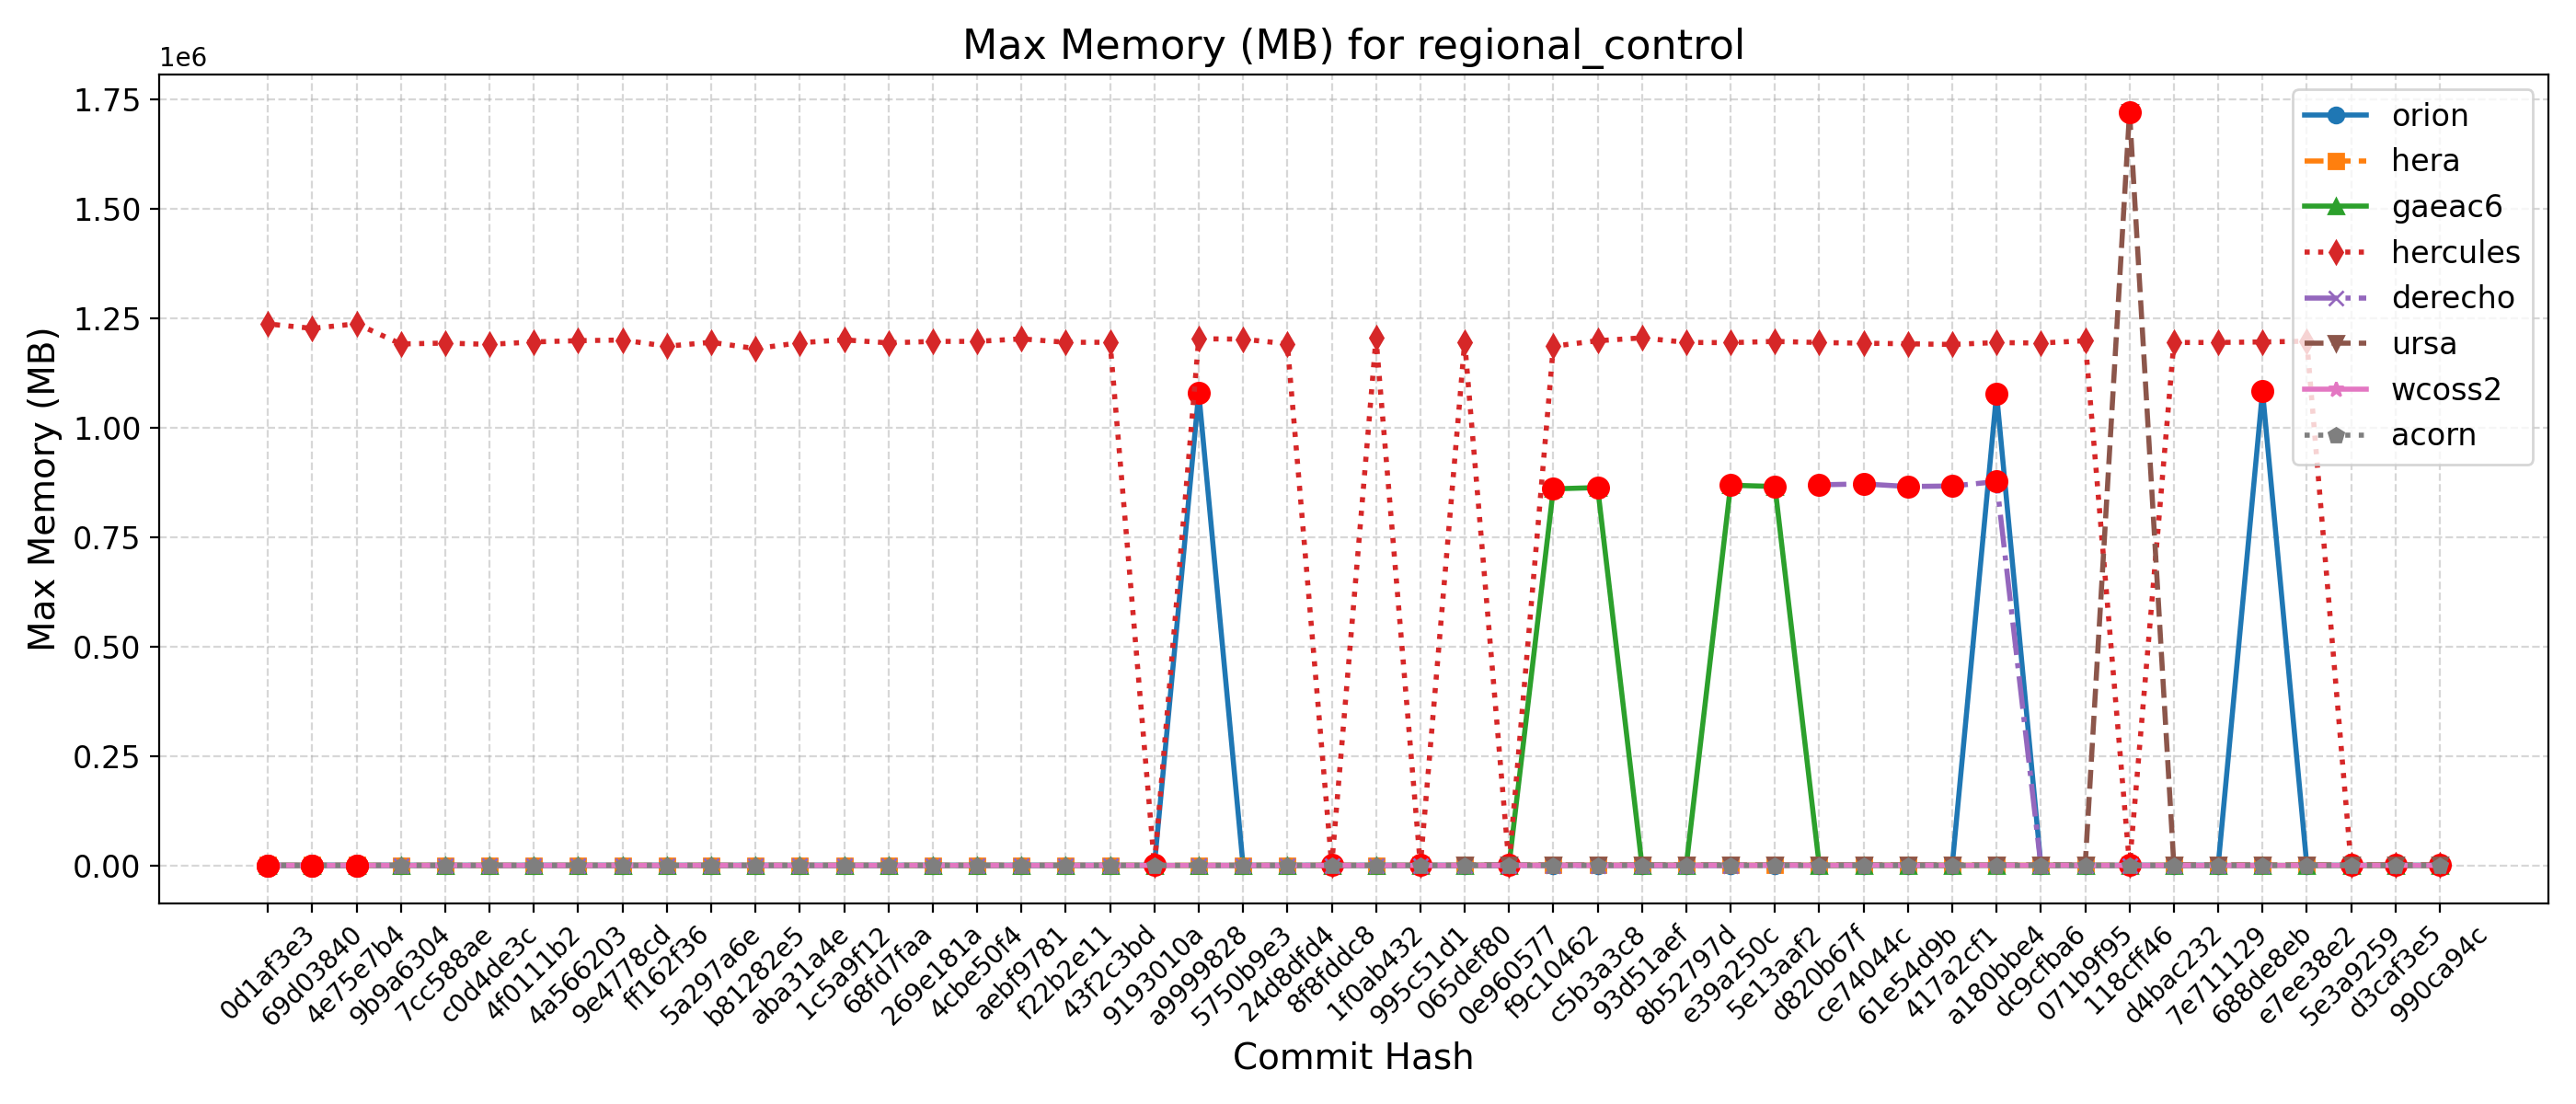 Max Memory (MB) for regional_control
1e6
1.75
1.50
1.25
1.00
0.75
0.50
0.25
0.00
Max Memory (MB)
orion
hera
gaeac6
hercules
derecho
ursa
wcoss2
acorn
0d1af3e3
69d03840
4e75e7b4
9b9a6304
7cc588ae
c0d4de3c
4f0111b2
4a566203
9e4778cd
ff162f36
5a297a6e
b81282e5
aba31a4e
1c5a9f12
68fd7faa
269e181a
4cbe50f4
aebf9781
f22b2e11
43f2c3bd
9193010a
a9999828
5750b9e3
24d8dfd4
8f8fddc8
1f0ab432
995c51d1
065def80
0e960577
f9c10462
c5b3a3c8
93d51aef
8b52797d
e39a250c
5e13aaf2
d820b67f
ce74044c
61e54d9b
417a2cf1
a180bbe4
dc9cfba6
071b9f95
118cff46
d4bac232
7e711129
688de8eb
e7ee38e2
5e3a9259
d3caf3e5
990ca94c
Commit Hash